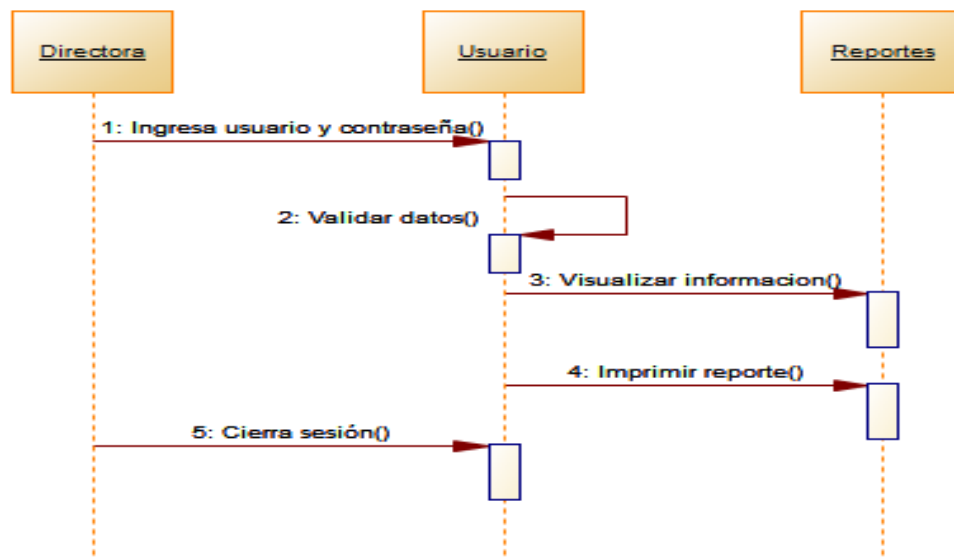 Directora
Usuario
Reportes
1: Ingresa usuario y contraseña()
2: Validar datos()
3: Visualizar informacion()
4: Imprimir reporte()
5: Cierra sesión()